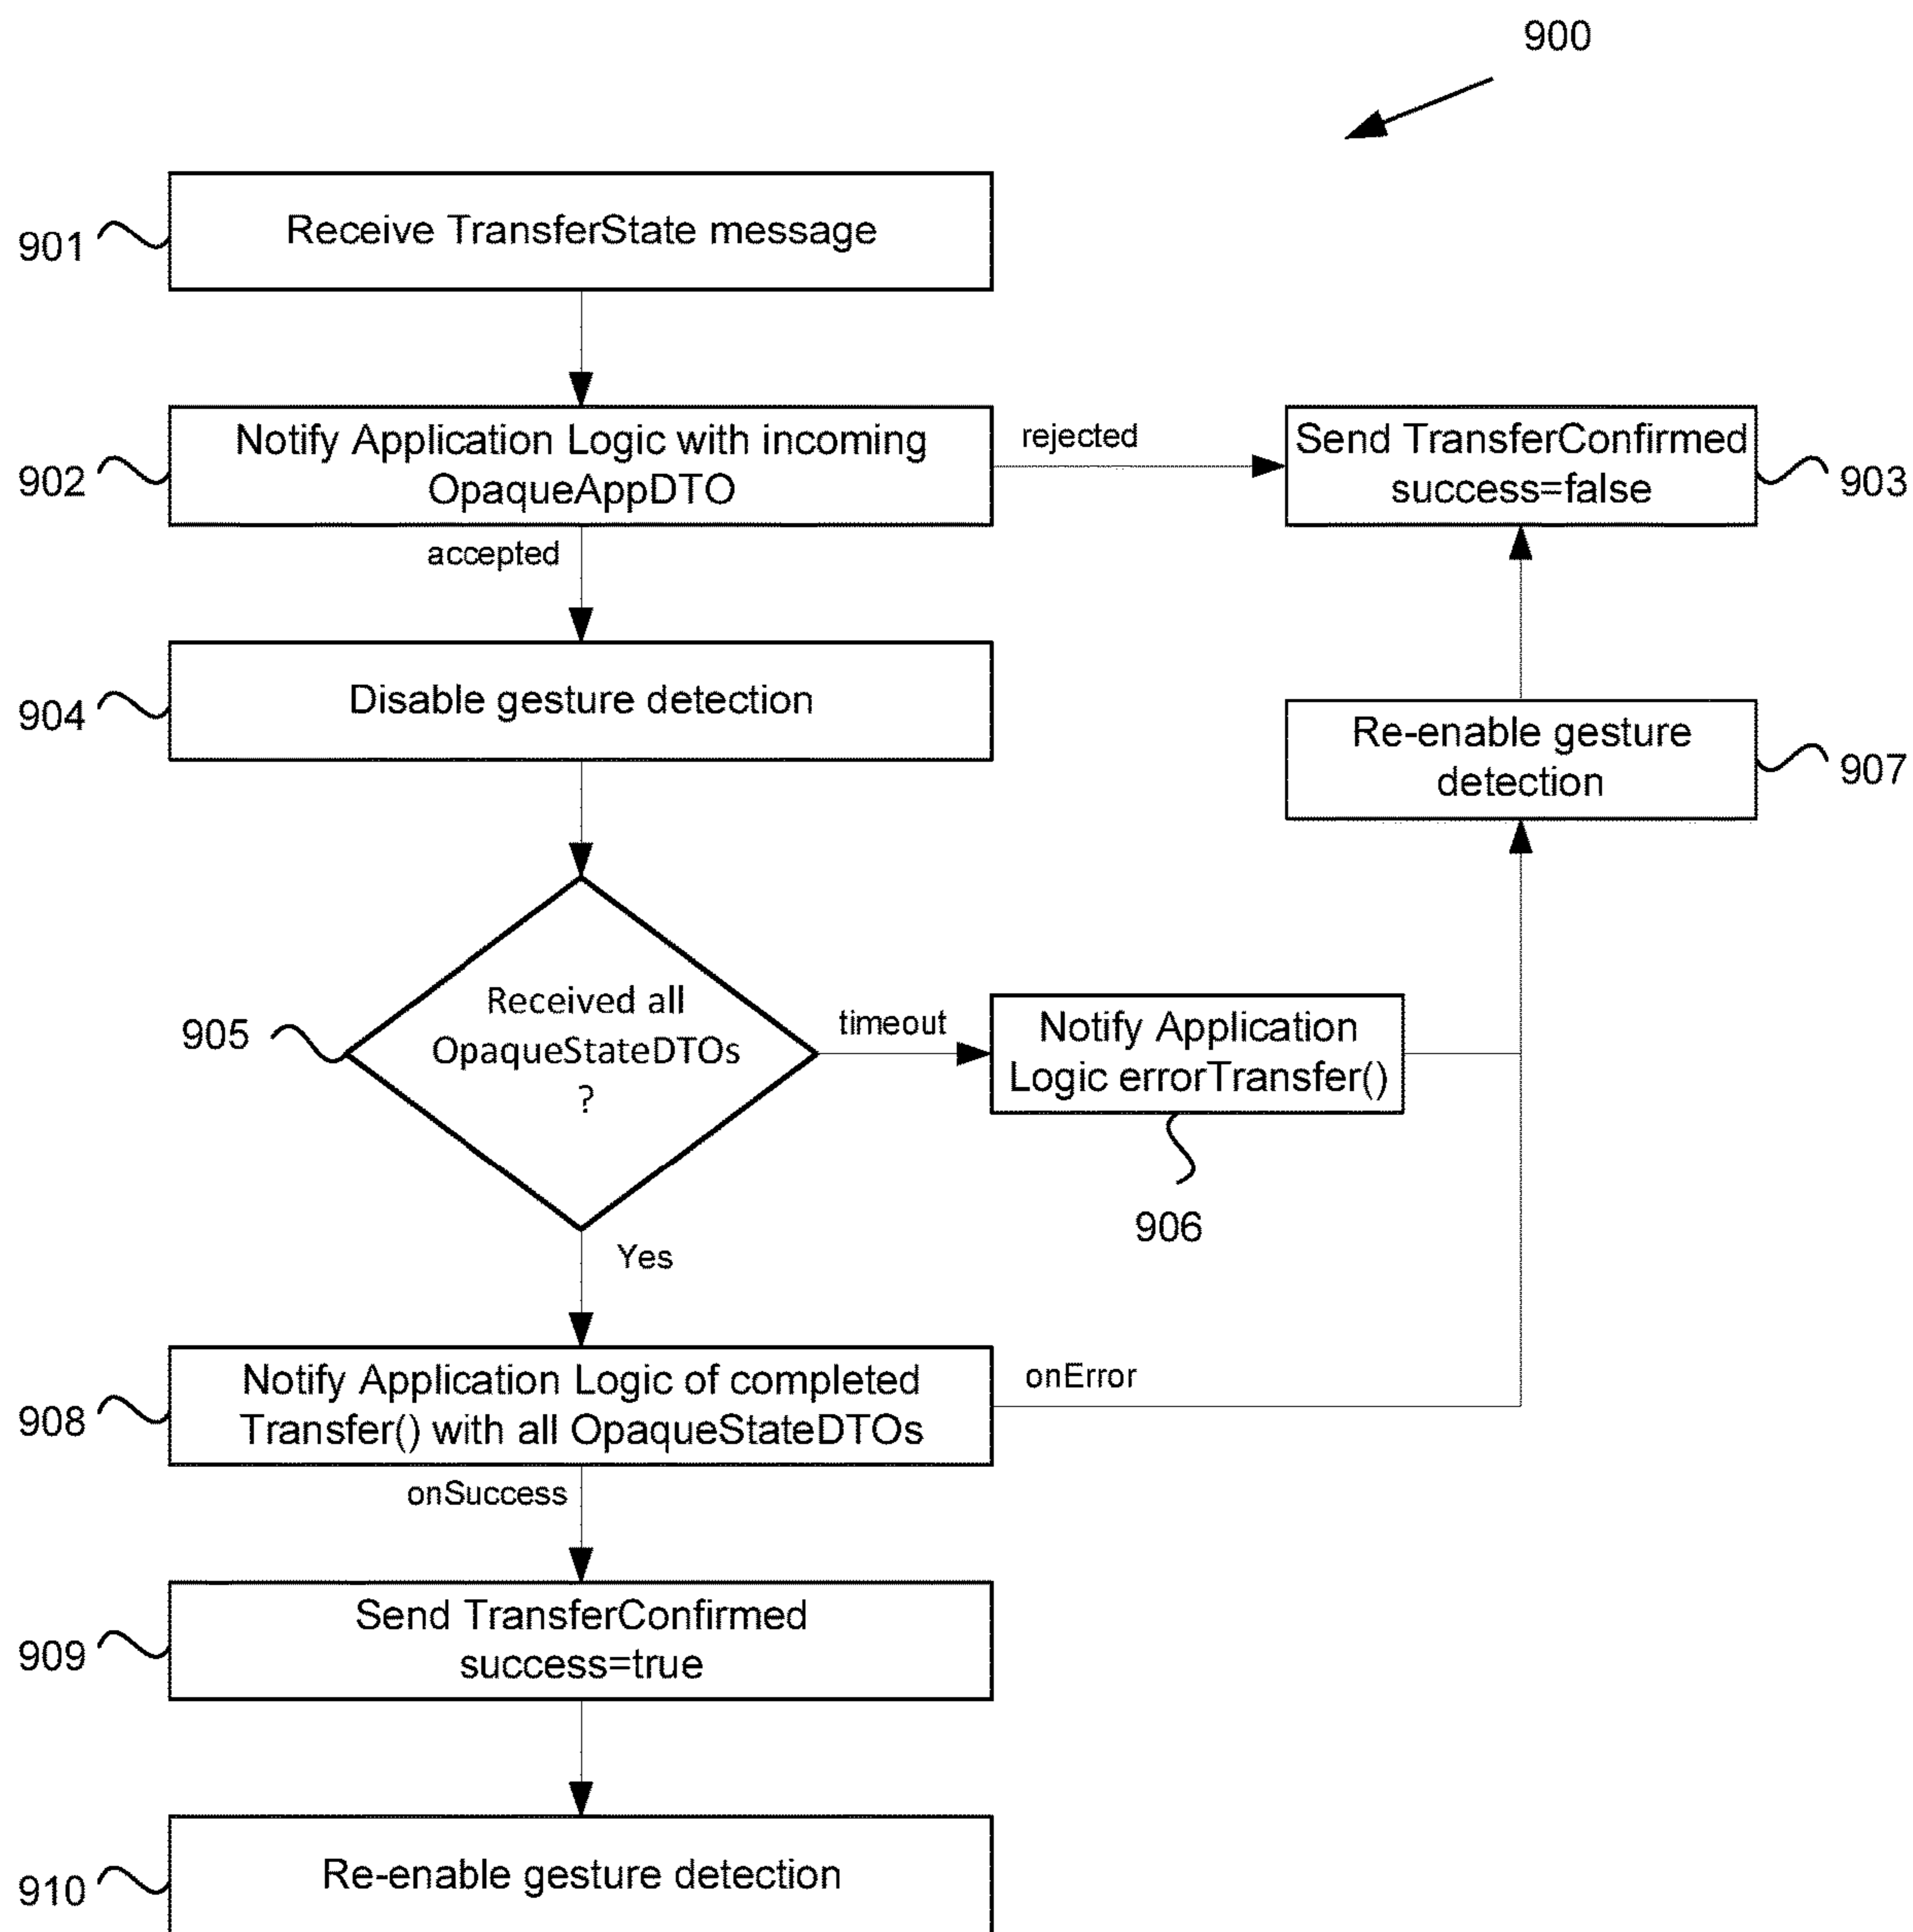 900
901
Receive TransferState message
902
Notify Application Logic with incoming
OpaqueAppDTO
rejected
Send TransferConfirmed
success=false
903
accepted
904
Disable gesture detection
Re-enable gesture
detection
907
905
Received all
OpaqueStateDTOs
?
timeout
Notify Application
Logic errorTransfer()
906
Yes
908
Notify Application Logic of completed
Transfer() with all OpaqueStateDTOs
onError
onSuccess
909
Send TransferConfirmed
success=true
910
Re-enable gesture detection